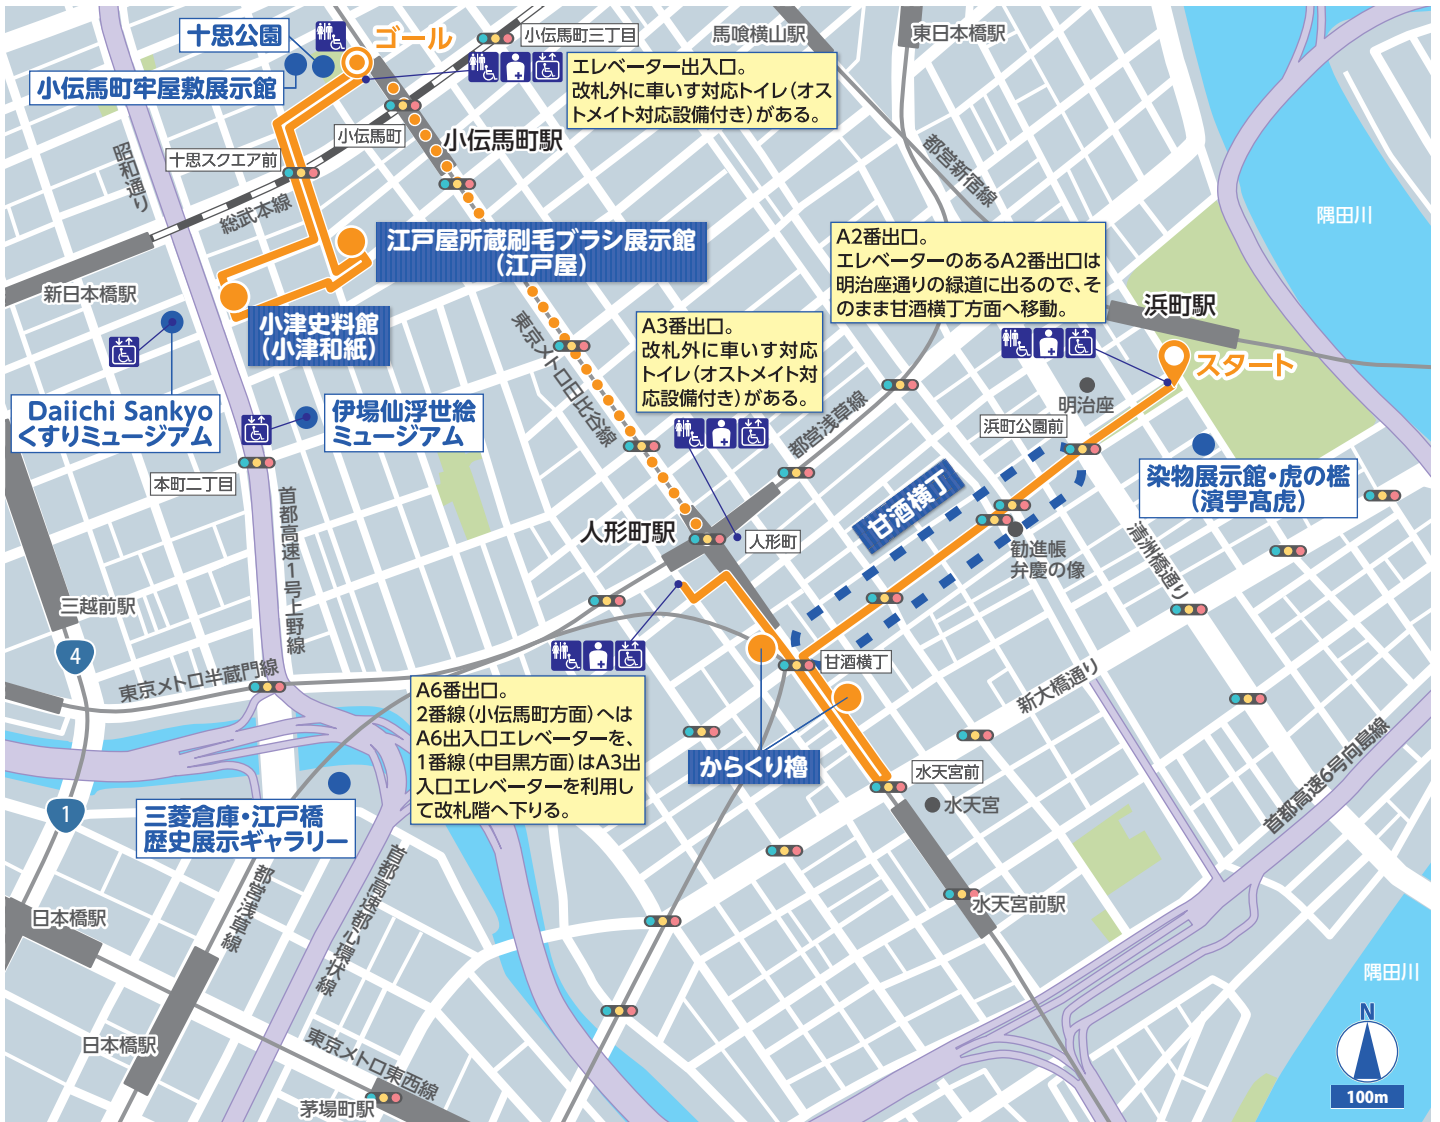 十思公園
ゴール
小伝馬町三丁目
馬喰横山駅
東日本橋駅
小伝馬町牢屋敷展示館
エレベーター出入口。
改札外に車いす対応トイレ（オス
トメイト対応設備付き）がある。
小伝馬町
小伝馬町駅
十思スクエア前
昭和通り
都営新宿線
総武本線
隅田川
江戸屋所蔵刷毛ブラシ展示館
（江戸屋）
A2番出口。
エレベーターのあるA2番出口は
明治座通りの緑道に出るので、そ
のまま甘酒横丁方面へ移動。
新日本橋駅
浜町駅
小津史料館
（小津和紙）
東京メトロ日比谷線
A3番出口。
改札外に車いす対応
トイレ（オストメイト対
応設備付き）がある。
スタート
明治座
Daiichi Sankyo
くすりミュージアム
伊場仙浮世絵
ミュージアム
都営浅草線
浜町公園前
本町二丁目
甘酒横丁
染物展示館・虎の檻
（濱甼髙虎）
首都高速1号上野線
人形町駅
人形町
勧進帳
弁慶の像
清洲橋通り
三越前駅
4
東京メトロ半蔵門線
甘酒横丁
新大橋通り
A6番出口。
2番線（小伝馬町方面）へは
A6出入口エレベーターを、
1番線（中目黒方面）はA3出
入口エレベーターを利用し
て改札階へ下りる。
からくり櫓
水天宮前
水天宮
首都高速6号向島線
1
三菱倉庫・江戸橋
歴史展示ギャラリー
都営浅草線
首都高速都心環状線
水天宮前駅
日本橋駅
隅田川
日本橋駅
東京メトロ東西線
茅場町駅
N
100m